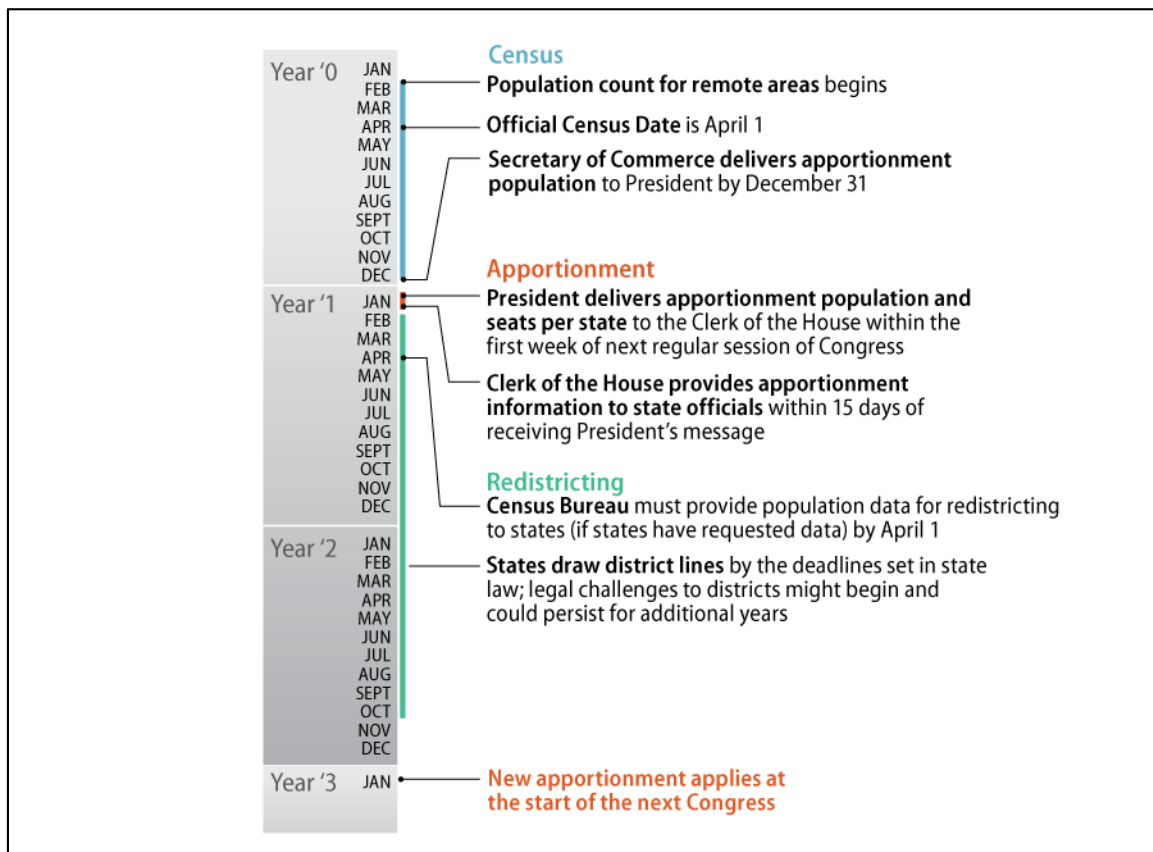 Census
Year ‘0
JAN
FEB
MAR
APR
MAY
JUN
JUL
AUG
SEPT
OCT
NOV
DEC
Population count for remote areas begins
Official Census Date is April 1
Secretary of Commerce delivers apportionment
population to President by December 31
Apportionment
Year ‘1
JAN
FEB
MAR
APR
MAY
JUN
JUL
AUG
SEPT
OCT
NOV
DEC
President delivers apportionment population and
seats per state to the Clerk of the House within the
first week of next regular session of Congress
Clerk of the House provides apportionment
information to state officials within 15 days of
receiving President’s message
Redistricting
Census Bureau must provide population data for redistricting
to states (if states have requested data) by April 1
Year ‘2
JAN
FEB
MAR
APR
MAY
JUN
JUL
AUG
SEPT
OCT
NOV
DEC
States draw district lines by the deadlines set in state
law; legal challenges to districts might begin and
could persist for additional years
Year ‘3
JAN
New apportionment applies at
the start of the next Congress